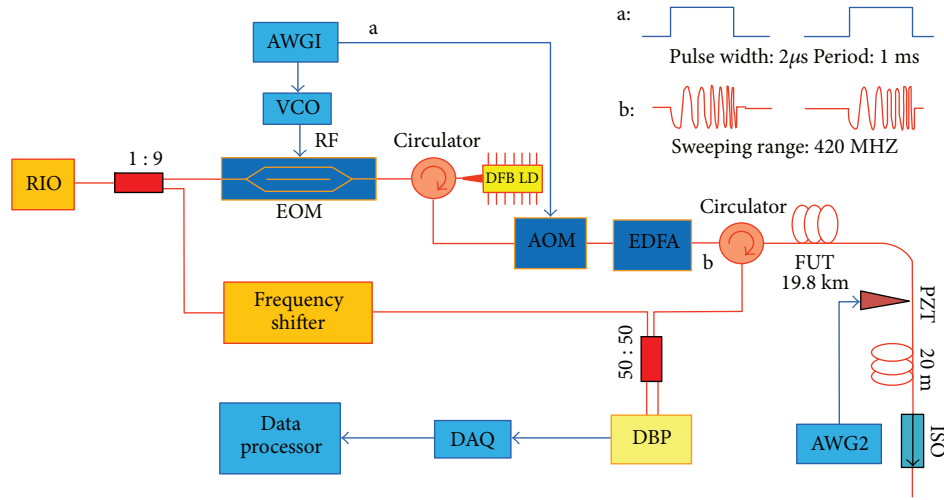 AWGI
a
a:
Pulse width: 2μs Period: 1 ms
VCO
RF
b:
Sweeping range: 420 MHZ
1 : 9
Circulator
RIO
DFB LD
EOM
Circulator
AOM
EDFA
b
FUT
19.8 km
Frequency
shifter
PZT
50 : 50
20 m
Data
processor
DAQ
DBP
AWG2
ISO